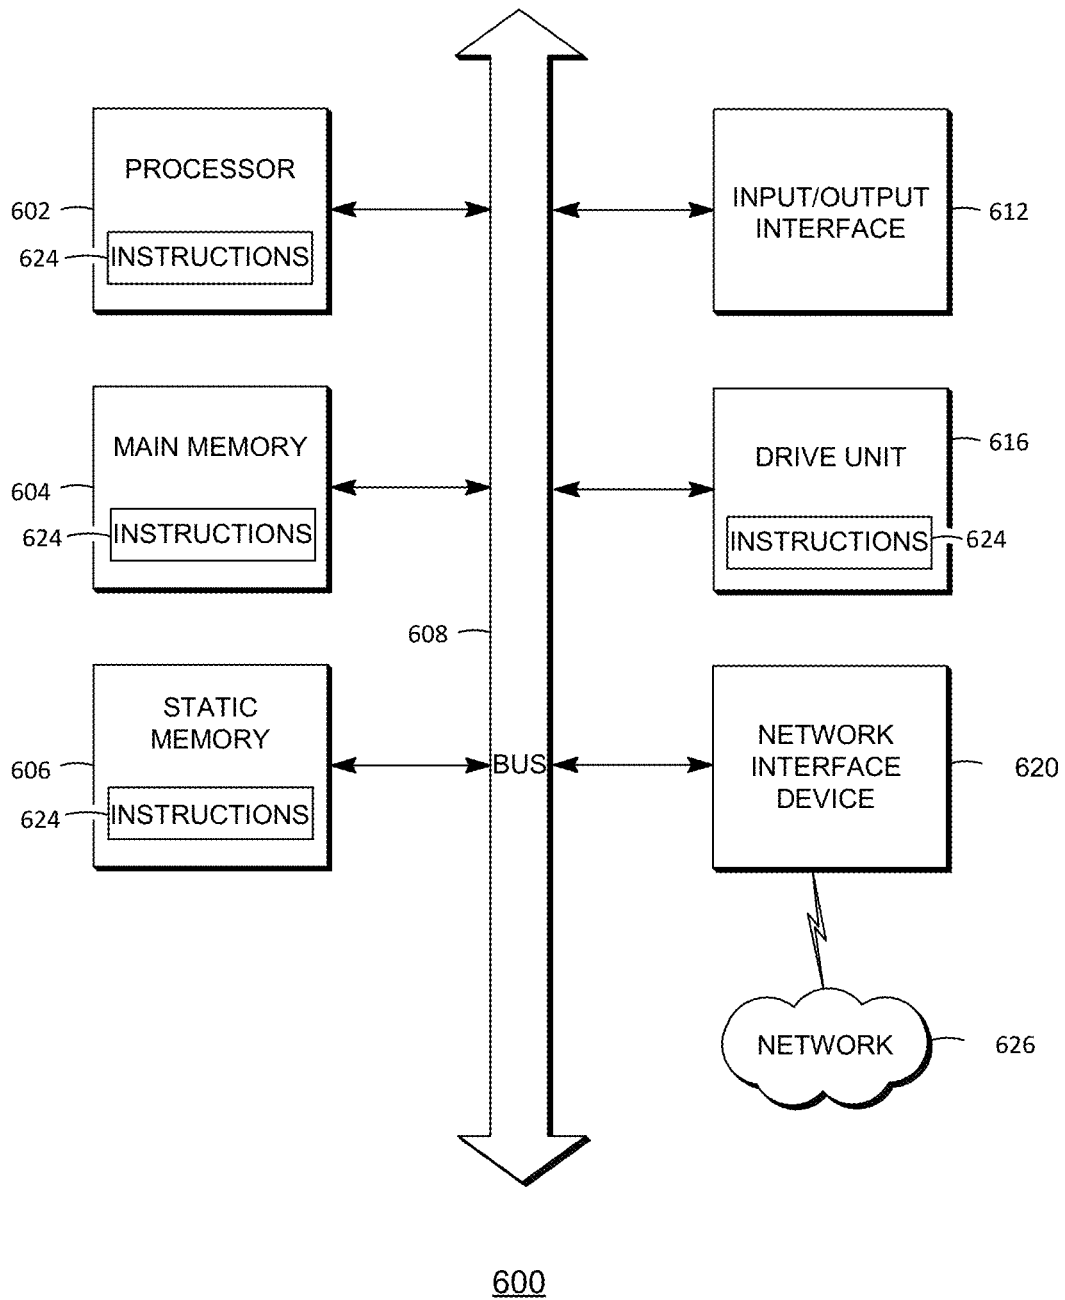 PROCESSOR
602
624
INSTRUCTIONS
INPUT/OUTPUT
INTERFACE
612
MAIN MEMORY
604
624
INSTRUCTIONS
DRIVE UNIT
616
INSTRUCTIONS
624
608
STATIC
MEMORY
606
624
INSTRUCTIONS
BUS
NETWORK
INTERFACE
DEVICE
620
NETWORK
626
600